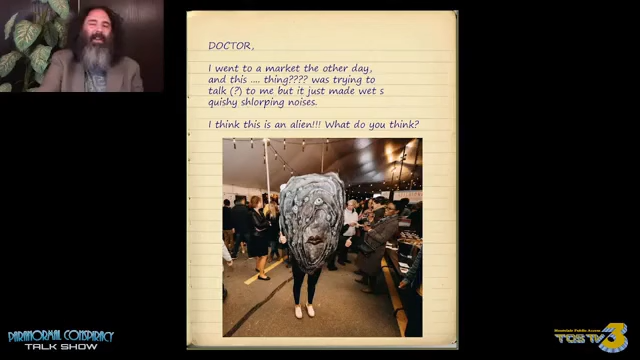 DOCTOR,
I went to a market the other day,
and this .... thing???? was trying to
talk (?) to me but it just made wet s
quishy shlorping noises.
I think this is an alien!!! What do you think?
PARANORMAL CONSPIRACY
TALK SHOW
TGS TV 3